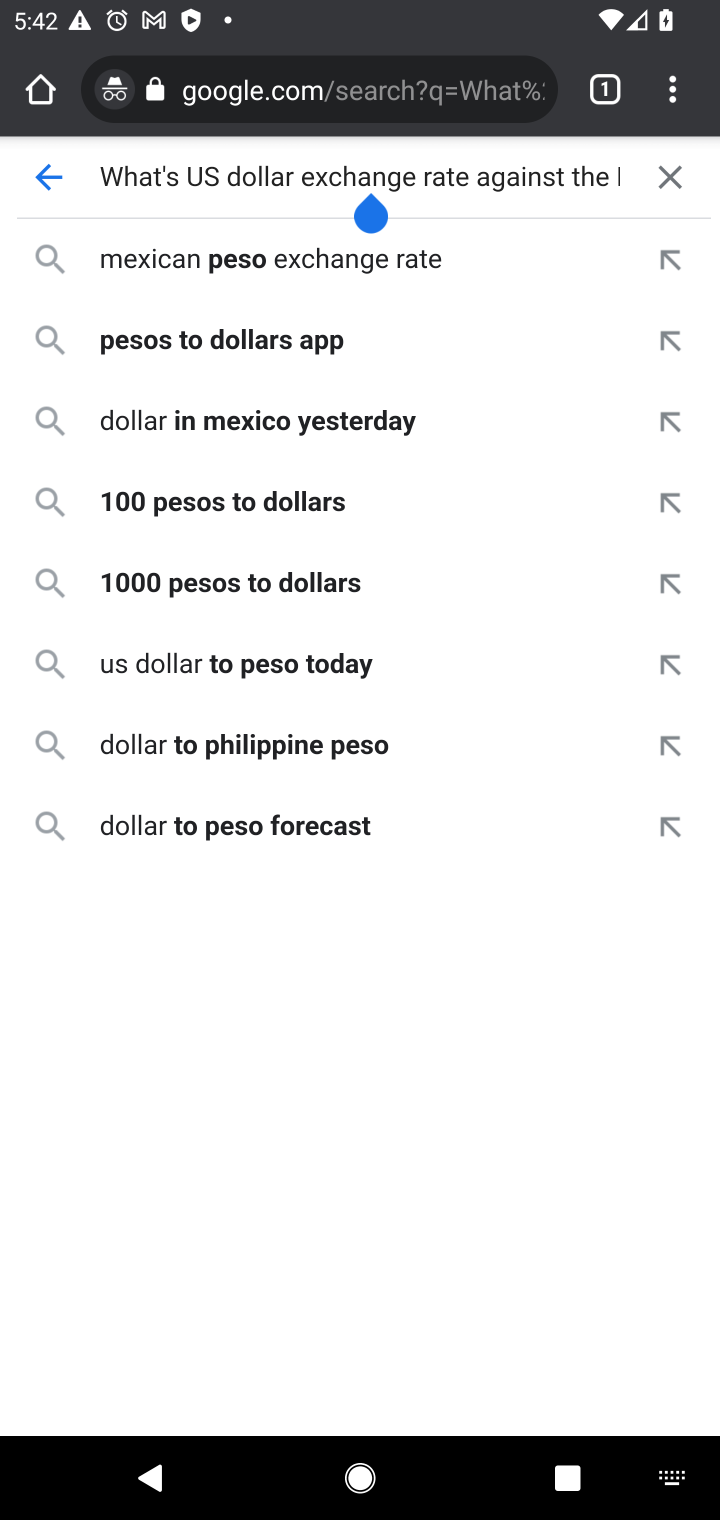 5:42
1
google.com/search?q=What%
What's US dollar exchange rate against the
mexican peso exchange rate
pesos to dollars app
dollar in mexico yesterday
100 pesos to dollars
1000 pesos to dollars
us dollar to peso today
dollar to philippine peso
dollar to peso forecast